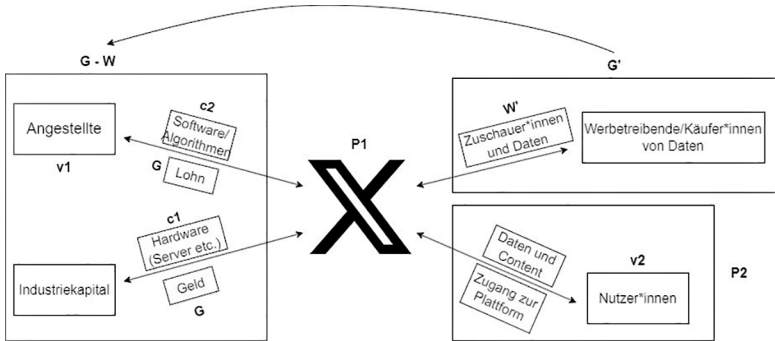 G - W
G'
c2
Software/
Algorithmen
W'
Zuschauer*innen
und Daten
Angestellte
P1
Werbetreibende/Käufer*innen
von Daten
v1
G
Lohn
c1
Hardware
(Server etc.)
Daten und
Content
v2
P2
Industriekapital
Geld
Zugang zur
Plattform
Nutzer*innen
G